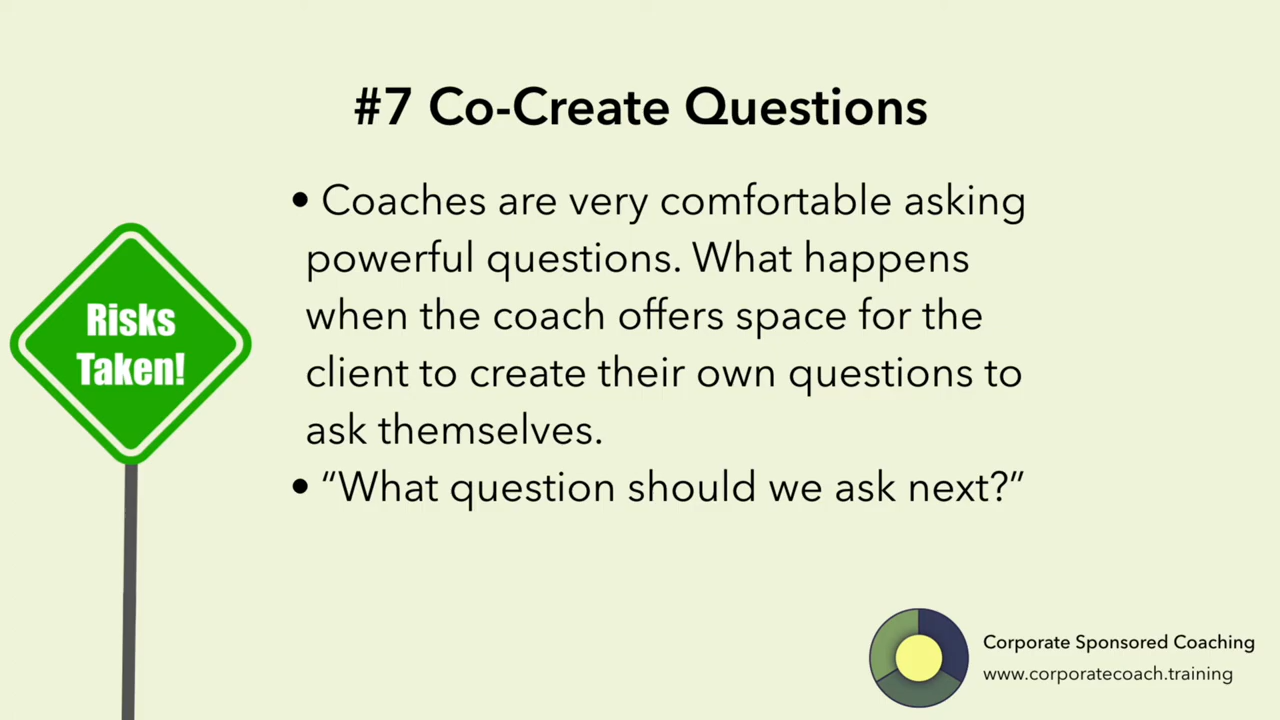 #7 Co-Create Questions
• Coaches are very comfortable asking
powerful questions. What happens
when the coach offers space for the
client to create their own questions to
ask themselves.
• “What question should we ask next?”
Risks
Taken!
Corporate Sponsored Coaching
www.corporatecoach.training